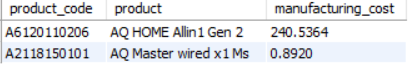 product_code product manufacturing_cost
A6120110206 AQ HOME Allin1 Gen 2 240.5364
A2118150101 AQ Master wired x1 Ms 0.8920